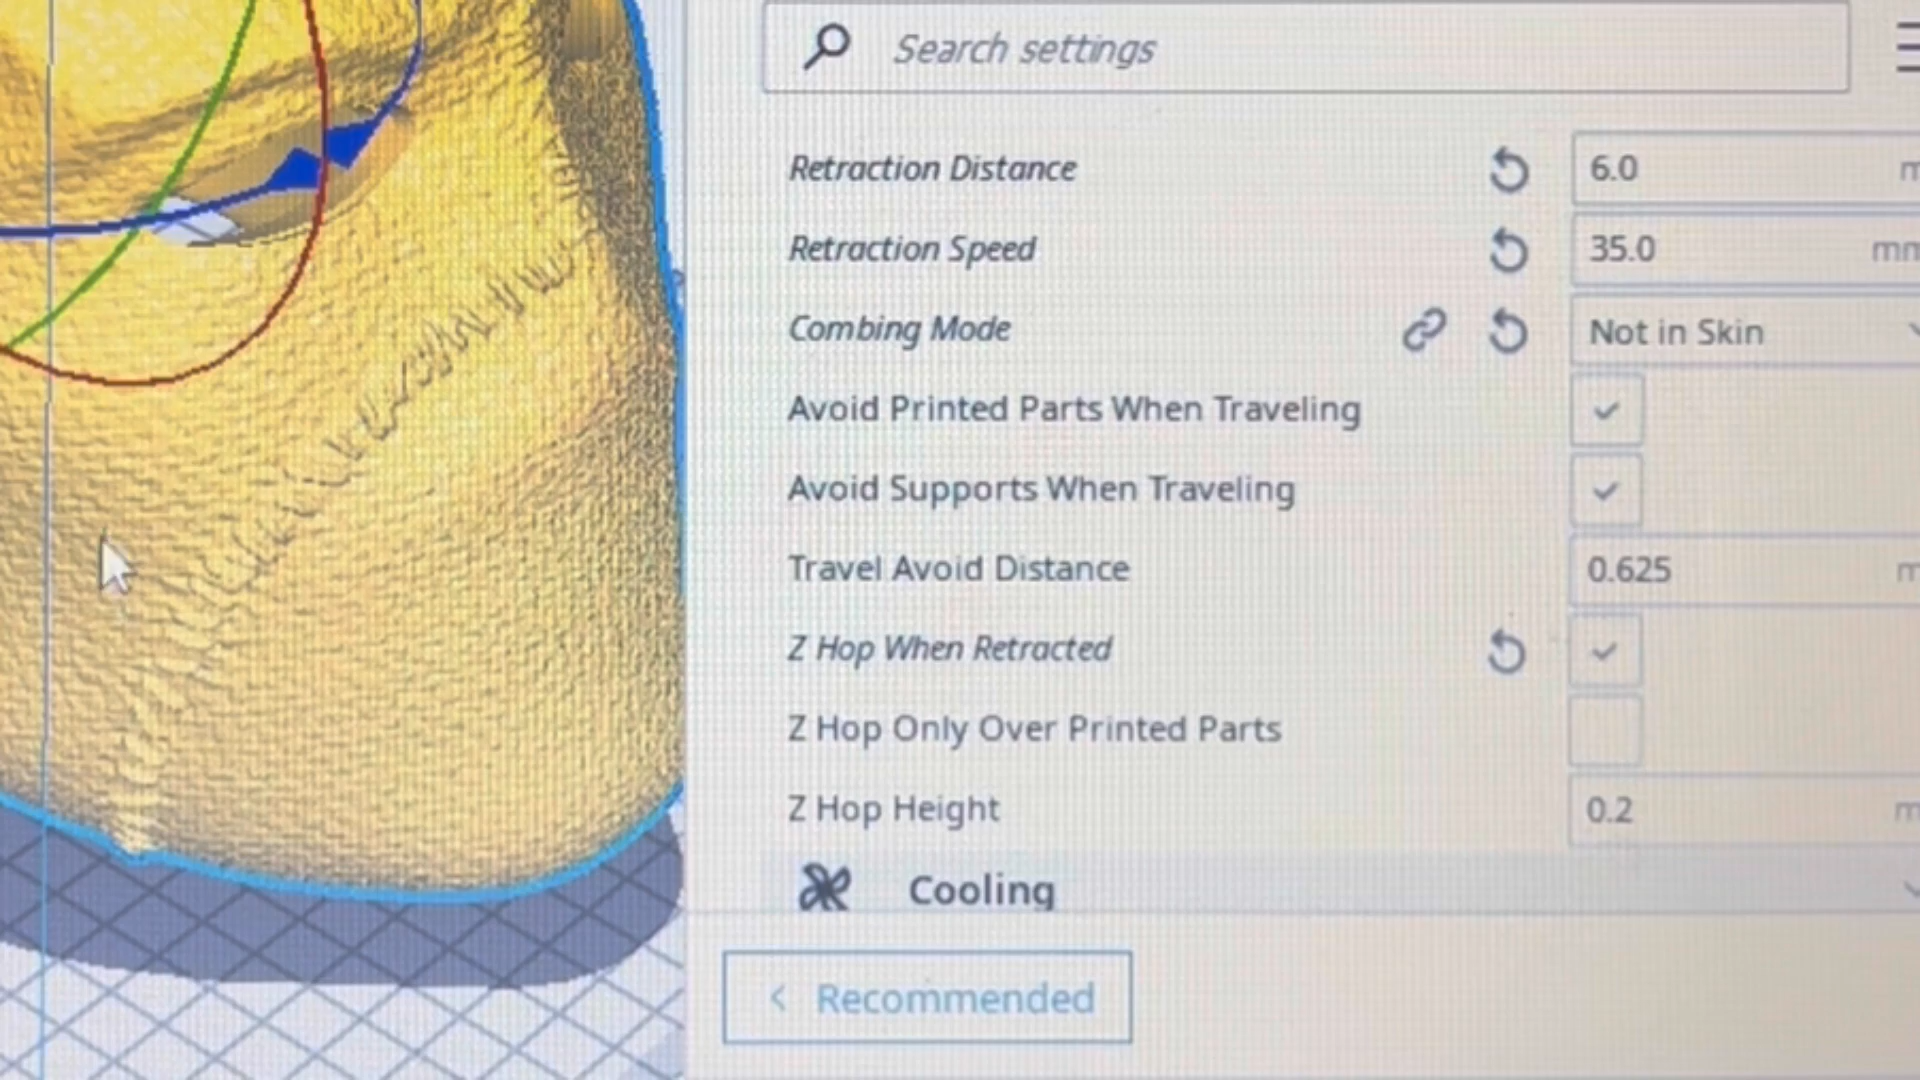 Search settings
Retraction Distance 6.0 m
Retraction Speed 35.0 mm
Combing Mode Not in Skin
Avoid Printed Parts When Traveling
Avoid Supports When Traveling
Travel Avoid Distance 0.625 m
Z Hop When Retracted
Z Hop Only Over Printed Parts
Z Hop Height 0.2 m
Cooling
< Recommended